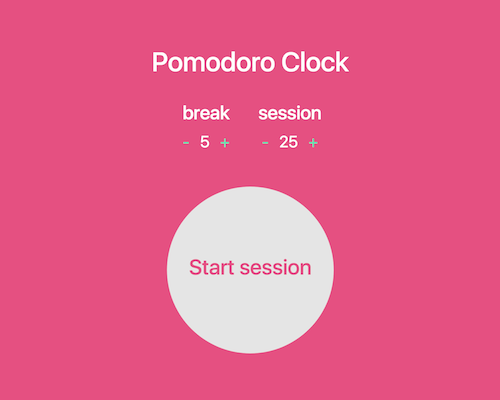 Pomodoro Clock
break session
- 5 + - 25 +
Start session